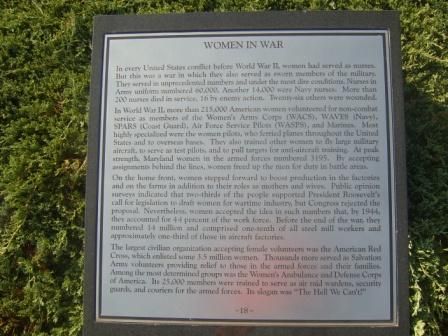 WOMEN IN WAR
In every United States conflict before World War II, women had served as nurses.
But this was a war in which they also served as sworn members of the military.
They served in unprecedented numbers and under the most dire conditions. Nurses in
Army uniform numbered 60,000. Another 14,000 were Navy nurses. More than
200 nurses died in service, 16 by enemy action. Twenty-six others were wounded.
In World War II, more than 215,000 American women volunteered for non-combat
service as members of the Women's Army Corps (WACS), WAVES (Navy),
SPARS (Coast Guard), Air Force Service Pilots (WASPS), and Marines. Most
highly specialized were the women pilots, who ferried planes throughout the United
States and to overseas bases. They also trained other women to fly large military
aircraft, to serve as test pilots, and to pull targets for anti-aircraft training. At peak
strength, Maryland women in the armed forces numbered 3195. By accepting
assignments behind the lines, women freed up the men for duty in battle areas.
On the home front, women stepped forward to boost production in the factories
and on the farms in addition to their roles as mothers and wives. Public opinion
surveys indicated that two-thirds of the people supported President Roosevelt's
call for legislation to draft women for wartime industry, but Congress rejected the
proposal. Nevertheless, women accepted the idea in such numbers that, by 1944,
they accounted for 44 percent of the work force. Before the end of the war, they
numbered 14 million and comprised one-tenth of all steel mill workers and
approximately one-third of those in aircraft factories.
The largest civilian organization accepting female volunteers was the American Red
Cross, which enlisted some 3.5 million women. Thousands more served as Salvation
Army volunteers providing relief to those in the armed forces and their families.
Among the most determined groups was the Women's Ambulance and Defense Corps
of America. Its 25,000 members were trained to serve as air raid wardens, security
guards, and couriers for the armed forces. Its slogan was "The Hell We Can't!"
-18-